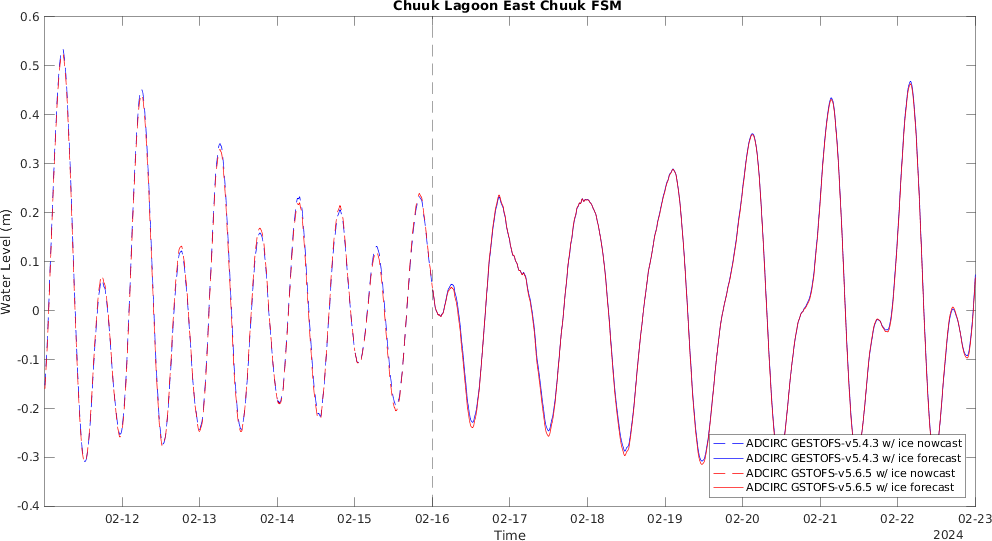 Chuuk Lagoon East Chuuk FSM
0.6
0.5
0.4
0.3
0.2
0.1
0
-0.1
-0.2
-0.3
-0.4
Water Level (m)
ADCIRC GESTOFS-v5.4.3 w/ ice nowcast
ADCIRC GESTOFS-v5.4.3 w/ ice forecast
ADCIRC GSTOFS-v5.6.5 w/ ice nowcast
ADCIRC GSTOFS-v5.6.5 w/ ice forecast
02-12 02-13 02-14 02-15 02-16 02-17 02-18 02-19 02-20 02-21 02-22 02-23
Time 2024